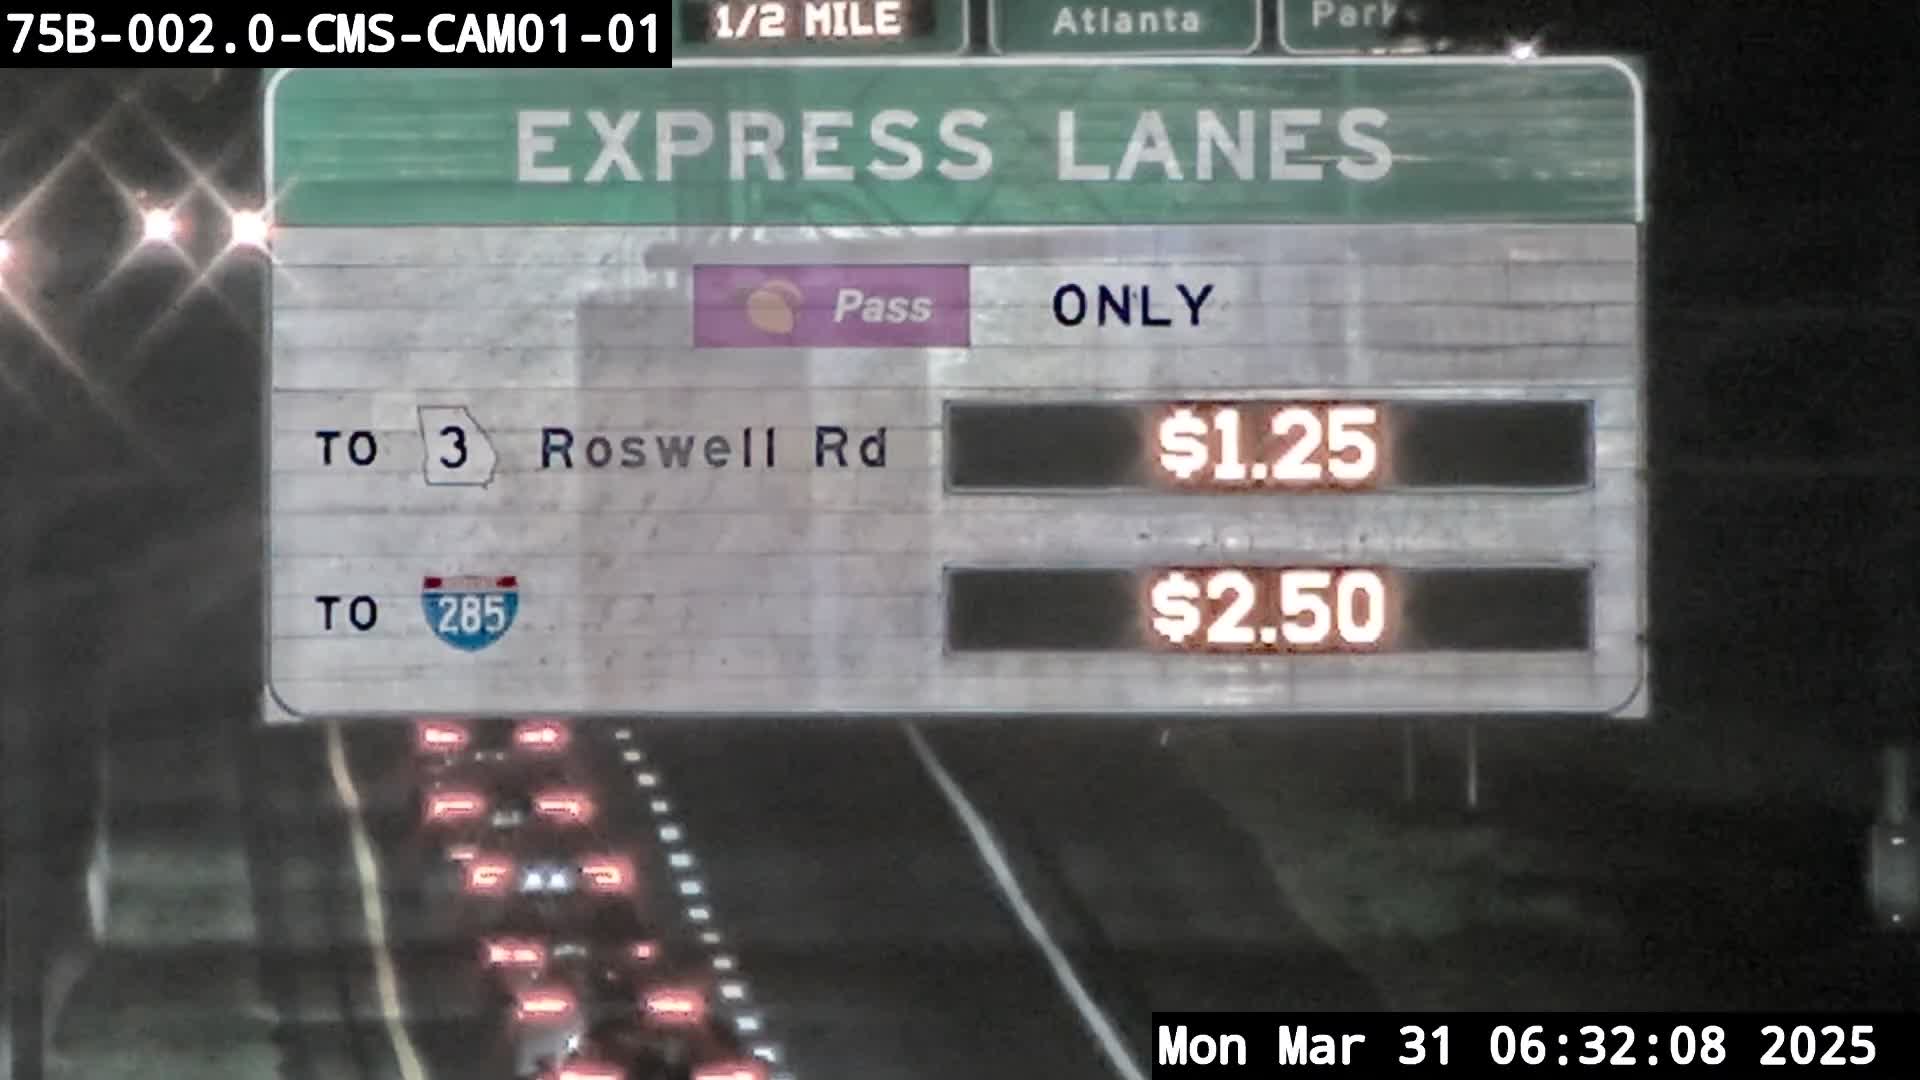 75B-002.0-CMS-CAM01-01
1/2 MILE
Atlanta
Park
EXPRESS LANES
Pass ONLY
TO 3 Roswell Rd $1.25
TO 285 $2.50
Mon Mar 31 06:32:08 2025